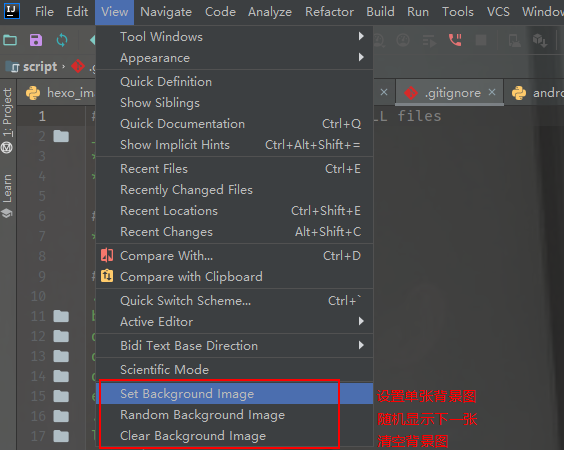 IJ File Edit View Navigate Code Analyze Refactor Build Run Tools VCS Window
script .g
hexo_im .gitignore andro
1: Project
Learn
1 # LL files
2
3 *
4 *
5
6 #
7 *
8
9 #
10 .
11
12
13
14
15
16
17
Tool Windows
Appearance
Quick Definition
Show Siblings
Quick Documentation Ctrl+Q
Show Implicit Hints Ctrl+Alt+Shift+=
Recent Files Ctrl+E
Recently Changed Files
Recent Locations Ctrl+Shift+E
Recent Changes Alt+Shift+C
Compare With... Ctrl+D
Compare with Clipboard
Quick Switch Scheme... Ctrl+`
Active Editor
Bidi Text Base Direction
Scientific Mode
Set Background Image 设置单张背景图
Random Background Image 随机显示下一张
Clear Background Image 清空背景图